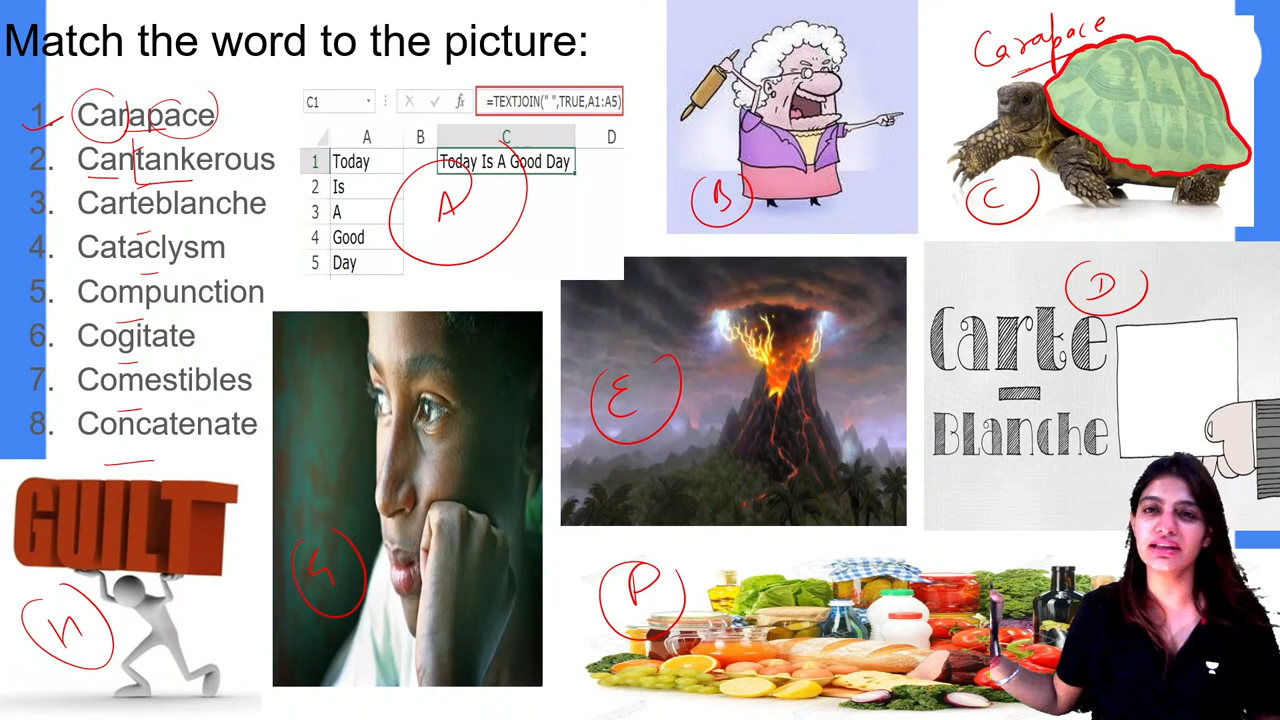 Match the word to the picture:
1. Carapace
2. Cantankerous
3. Carteblanche
4. Cataclysm
5. Compunction
6. Cogitate
7. Comestibles
8. Concatenate
C1 fx =TEXTJOIN(" ",TRUE,A1:A5)
A B C D
1 Today Today Is A Good Day
2 Is
3 A
4 Good
5 Day
A
B
Carapace
C
D
Carte
-
Blanche
E
G
GUILT
H